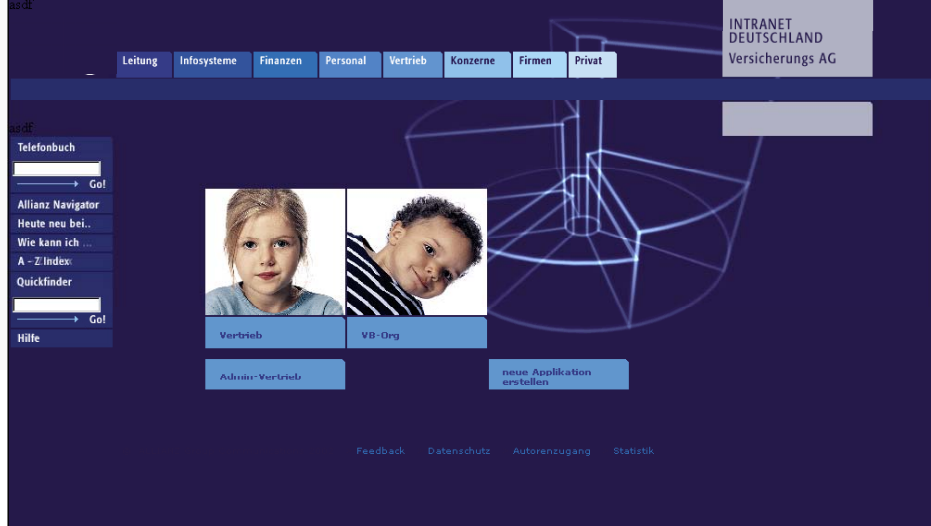 asdf
INTRANET
DEUTSCHLAND
Versicherungs AG
Leitung Infosysteme Finanzen Personal Vertrieb Konzerne Firmen Privat
asdf
Telefonbuch
Go!
Allianz Navigator
Heute neu bei..
Wie kann ich ...
A - Z Index
Quickfinder
Go!
Hilfe
Vertrieb VB-Org
Admin-Vertrieb
neue Applikation
erstellen
Feedback Datenschutz Autorenzugang Statistik